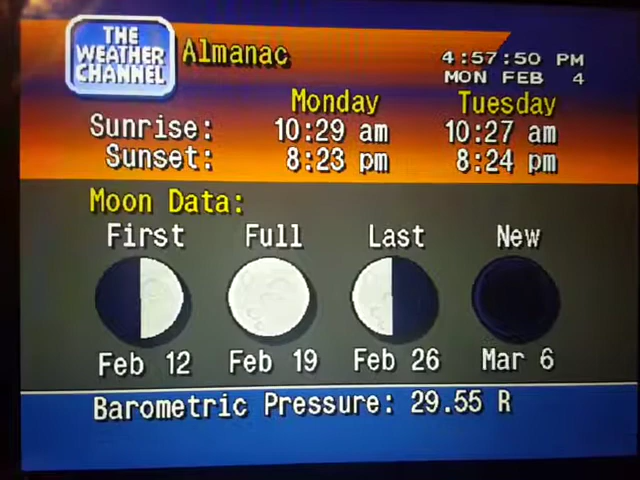 THE
WEATHER
CHANNEL
Almanac
4:57:50 PM
MON FEB 4
Monday Tuesday
Sunrise: 10:29 am 10:27 am
Sunset: 8:23 pm 8:24 pm
Moon Data:
First Full Last New
Feb 12 Feb 19 Feb 26 Mar 6
Barometric Pressure: 29.55 R